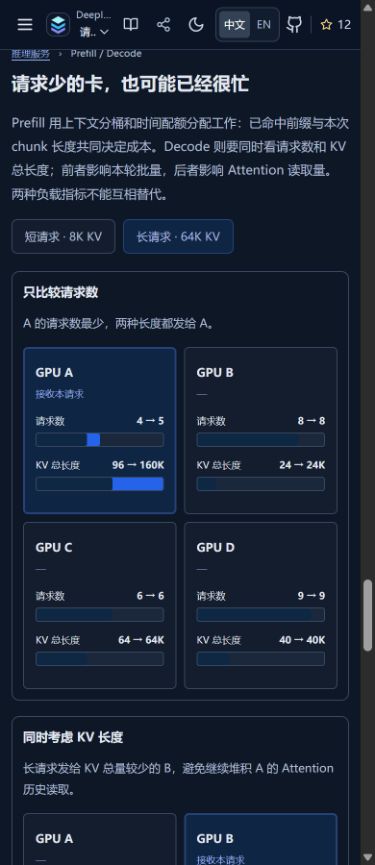 Deepl...
请..
中文
EN
12
推理服务 › Prefill / Decode
请求少的卡，也可能已经很忙
Prefill 用上下文分桶和时间配额分配工作：已命中前缀与本次
chunk 长度共同决定成本。Decode 则要同时看请求数和 KV
总长度；前者影响本轮批量，后者影响 Attention 读取量。
两种负载指标不能互相替代。
短请求 · 8K KV
长请求 · 64K KV
只比较请求数
A 的请求数最少，两种长度都发给 A。
GPU A
接收本请求
请求数 4 → 5
KV 总长度 96 → 160K
GPU B
—
请求数 8 → 8
KV 总长度 24 → 24K
GPU C
—
请求数 6 → 6
KV 总长度 64 → 64K
GPU D
—
请求数 9 → 9
KV 总长度 40 → 40K
同时考虑 KV 长度
长请求发给 KV 总量较少的 B，避免继续堆积 A 的 Attention
历史读取。
GPU A
—
GPU B
接收本请求